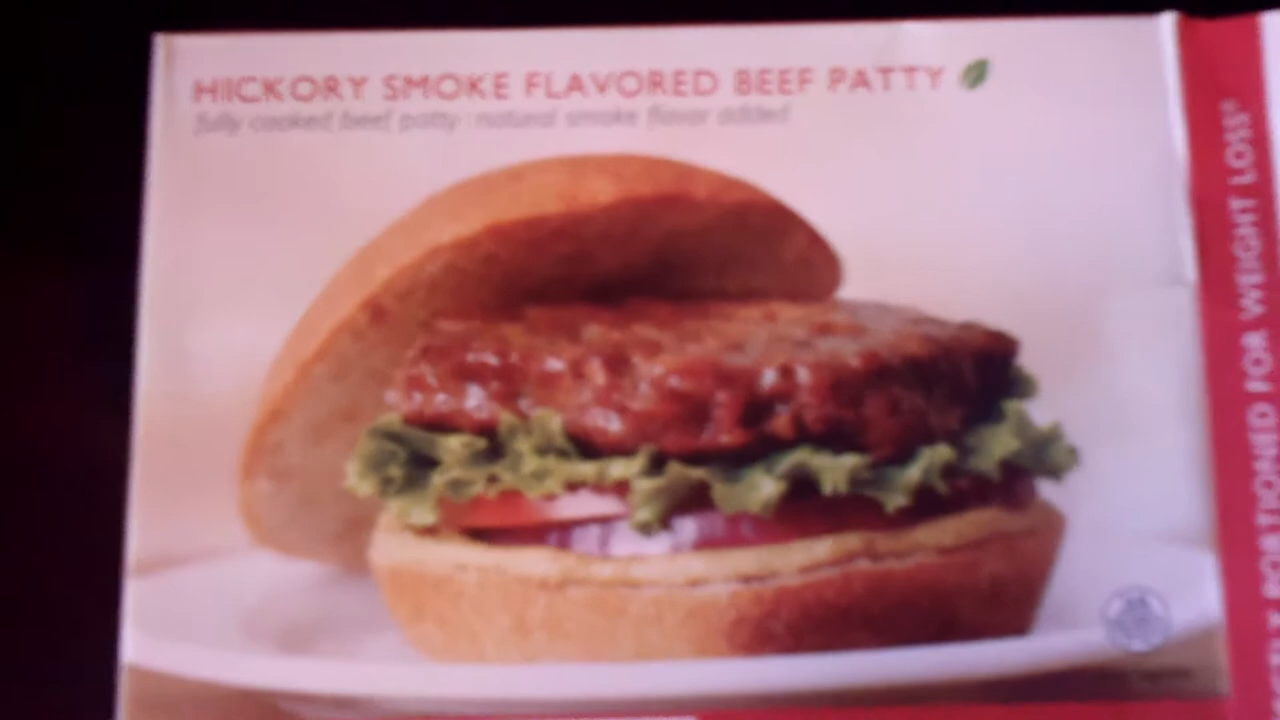 HICKORY SMOKE FLAVORED BEEF PATTY
fully cooked beef patty : natural smoke flavor added
PORTIONED FOR WEIGHT LOSS®